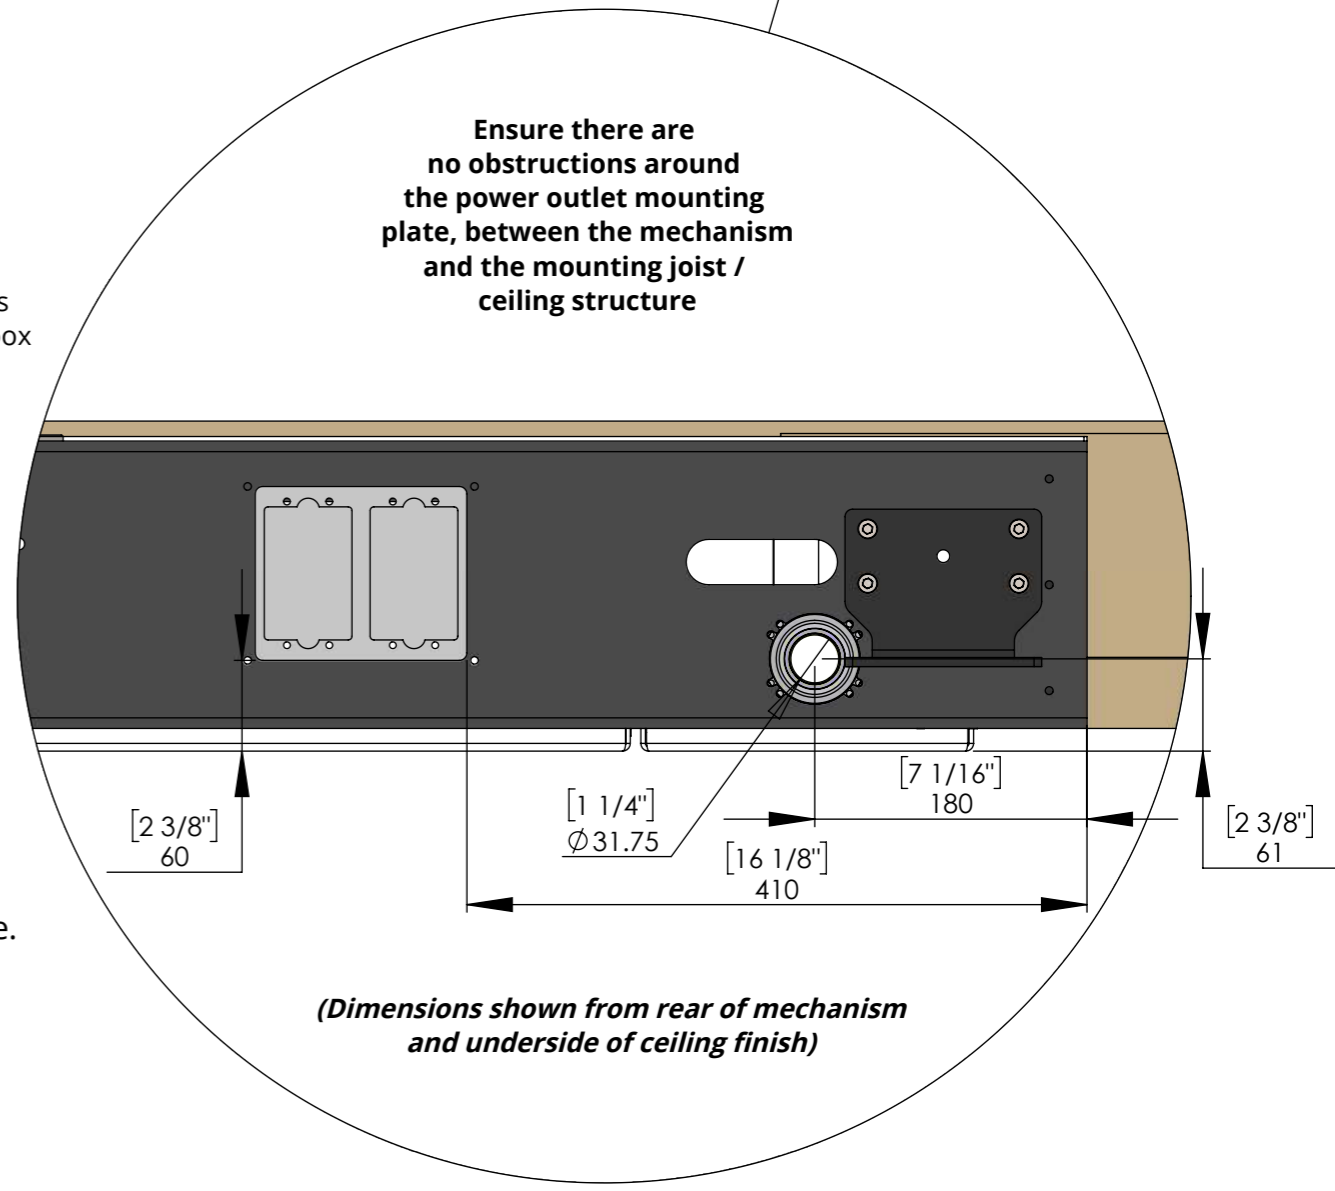 Ensure there are
no obstructions around
the power outlet mounting
plate, between the mechanism
and the mounting joist /
ceiling structure
s
ox
[2 3/8"]
60
[1 1/4"]
Ø31.75
[7 1/16"]
180
[16 1/8"]
410
[2 3/8"]
61
e.
(Dimensions shown from rear of mechanism
and underside of ceiling finish)